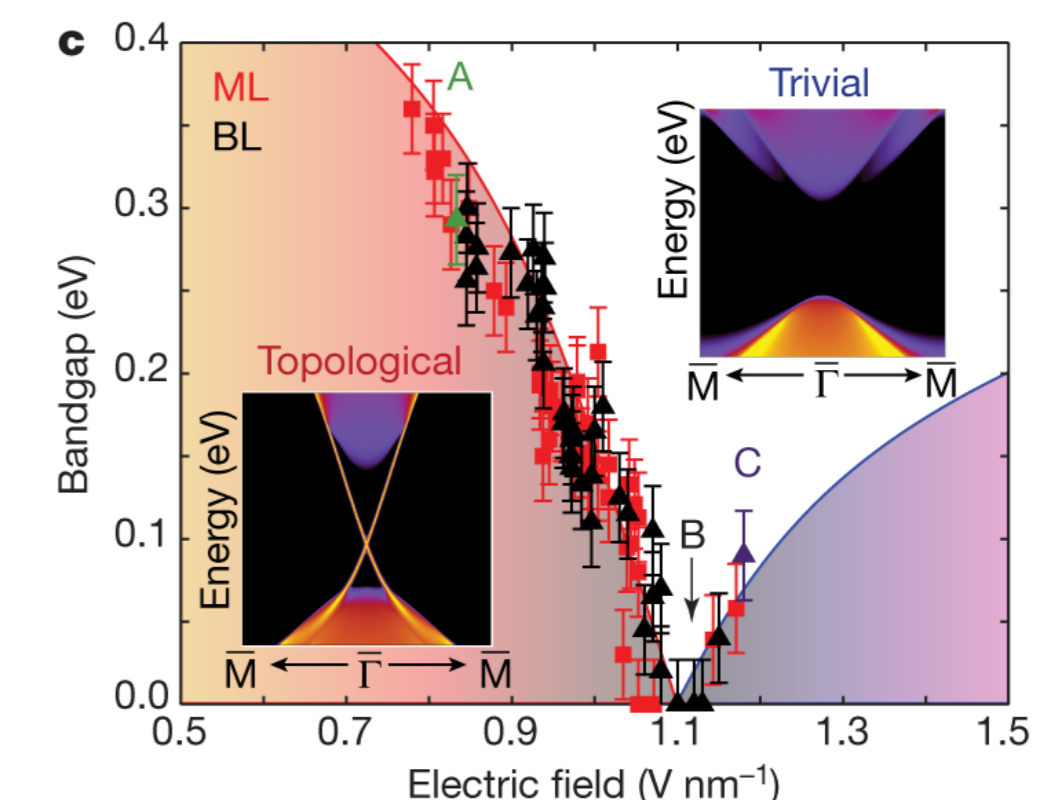 c
0.4
0.3
0.2
0.1
0.0
Bandgap (eV)
ML
BL
A
Topological
Energy (eV)
M̅ ←→ Γ̅ ←→ M̅
Trivial
Energy (eV)
M̅ ←→ Γ̅ ←→ M̅
B
C
0.5 0.7 0.9 1.1 1.3 1.5
Electric field (V nm⁻¹)